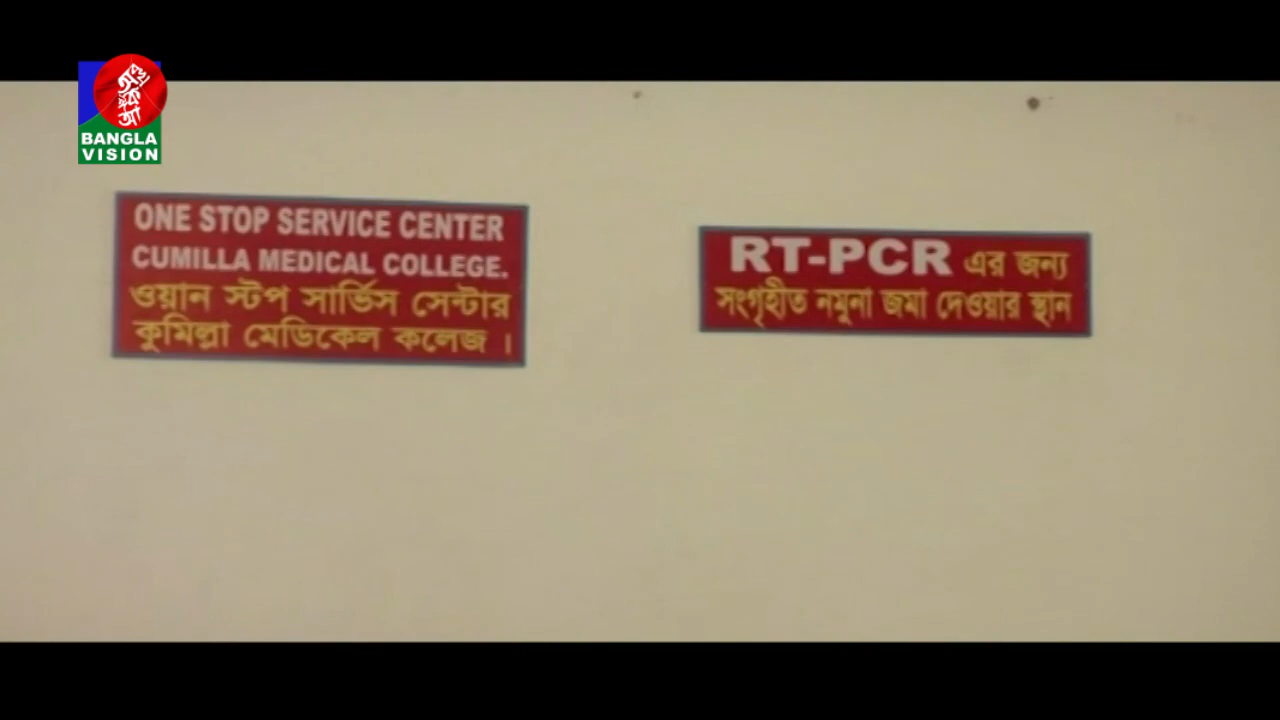 BANGLA
VISION
ONE STOP SERVICE CENTER
CUMILLA MEDICAL COLLEGE.
ওয়ান স্টপ সার্ভিস সেন্টার
কুমিল্লা মেডিকেল কলেজ ।
RT-PCR এর জন্য
সংগৃহীত নমুনা জমা দেওয়ার স্থান